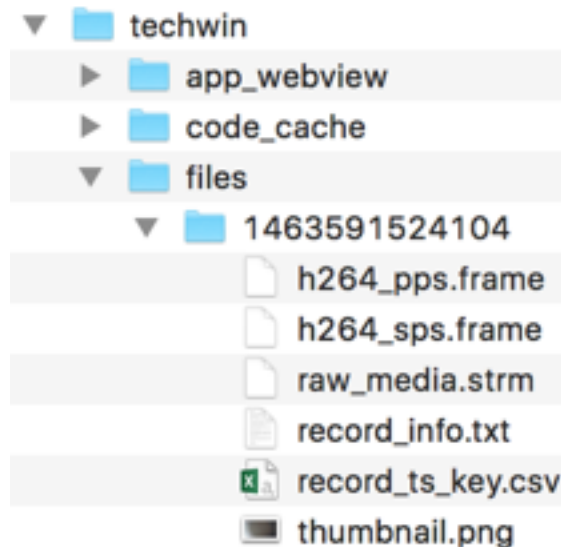 techwin
app_webview
code_cache
files
1463591524104
h264_pps.frame
h264_sps.frame
raw_media.strm
record_info.txt
record_ts_key.csv
thumbnail.png